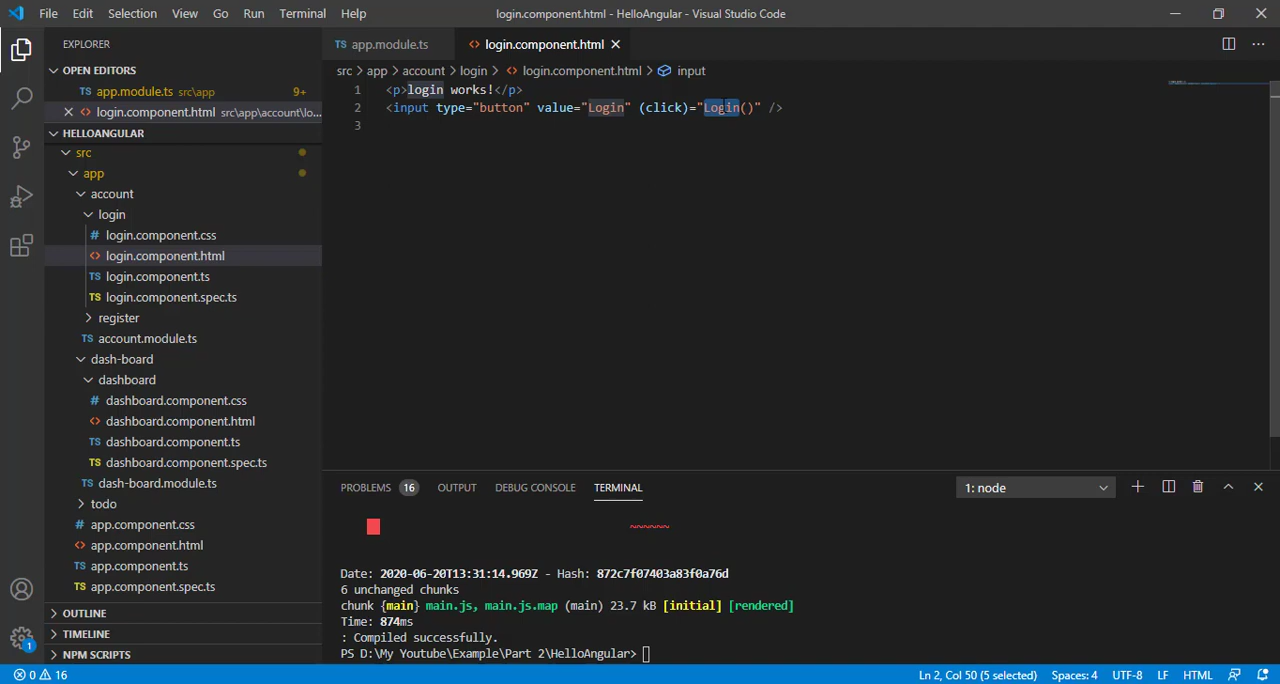 File Edit Selection View Go Run Terminal Help login.component.html - HelloAngular - Visual Studio Code
EXPLORER
OPEN EDITORS
TS app.module.ts src\app 9+
login.component.html src\app\account\lo...
HELLOANGULAR
src
app
account
login
# login.component.css
<> login.component.html
TS login.component.ts
TS login.component.spec.ts
register
TS account.module.ts
dash-board
dashboard
# dashboard.component.css
<> dashboard.component.html
TS dashboard.component.ts
TS dashboard.component.spec.ts
TS dash-board.module.ts
todo
# app.component.css
<> app.component.html
TS app.component.ts
TS app.component.spec.ts
OUTLINE
TIMELINE
NPM SCRIPTS
TS app.module.ts <> login.component.html
src > app > account > login > <> login.component.html > input
1 <p>login works!</p>
2 <input type="button" value="Login" (click)="Login()" />
3
PROBLEMS 16 OUTPUT DEBUG CONSOLE TERMINAL 1: node
~~~~~~
Date: 2020-06-20T13:31:14.969Z - Hash: 872c7f07403a83f0a76d
6 unchanged chunks
chunk {main} main.js, main.js.map (main) 23.7 kB [initial] [rendered]
Time: 874ms
: Compiled successfully.
PS D:\My Youtube\Example\Part 2\HelloAngular>
1
0 16 Ln 2, Col 50 (5 selected) Spaces: 4 UTF-8 LF HTML